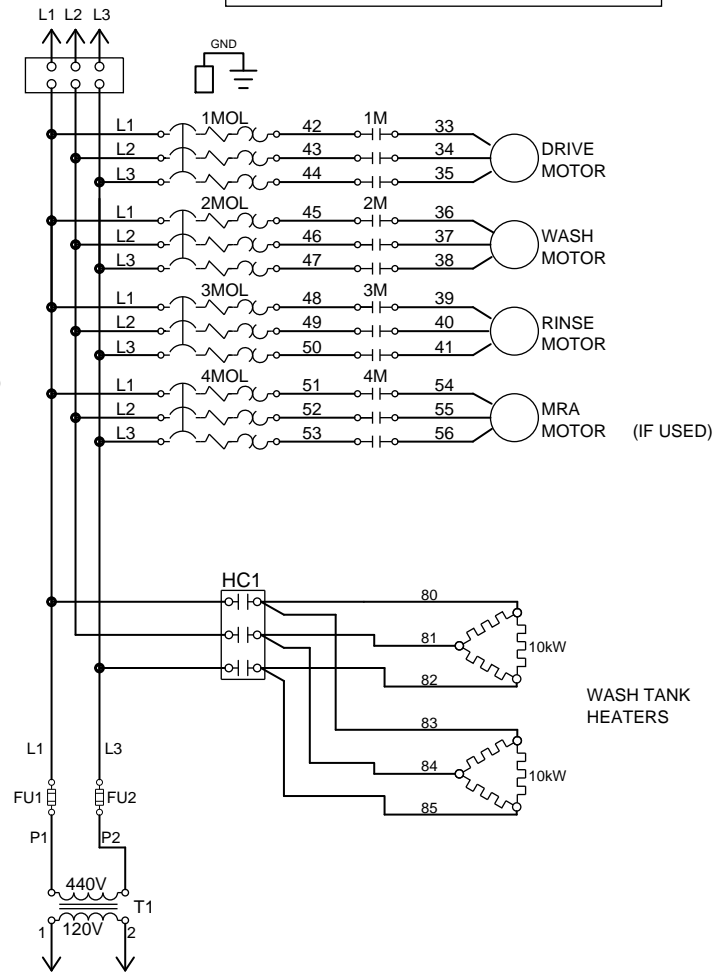 L1 L2 L3
GND
L1 1MOL 42 1M 33
L2 43 34
L3 44 35
DRIVE
MOTOR
L1 2MOL 45 2M 36
L2 46 37
L3 47 38
WASH
MOTOR
L1 3MOL 48 3M 39
L2 49 40
L3 50 41
RINSE
MOTOR
L1 4MOL 51 4M 54
L2 52 55
L3 53 56
MRA
MOTOR (IF USED)
HC1
80
81
82
10kW
83
84
85
10kW
WASH TANK
HEATERS
L1 L3
FU1 FU2
P1 P2
440V
T1
1 120V 2